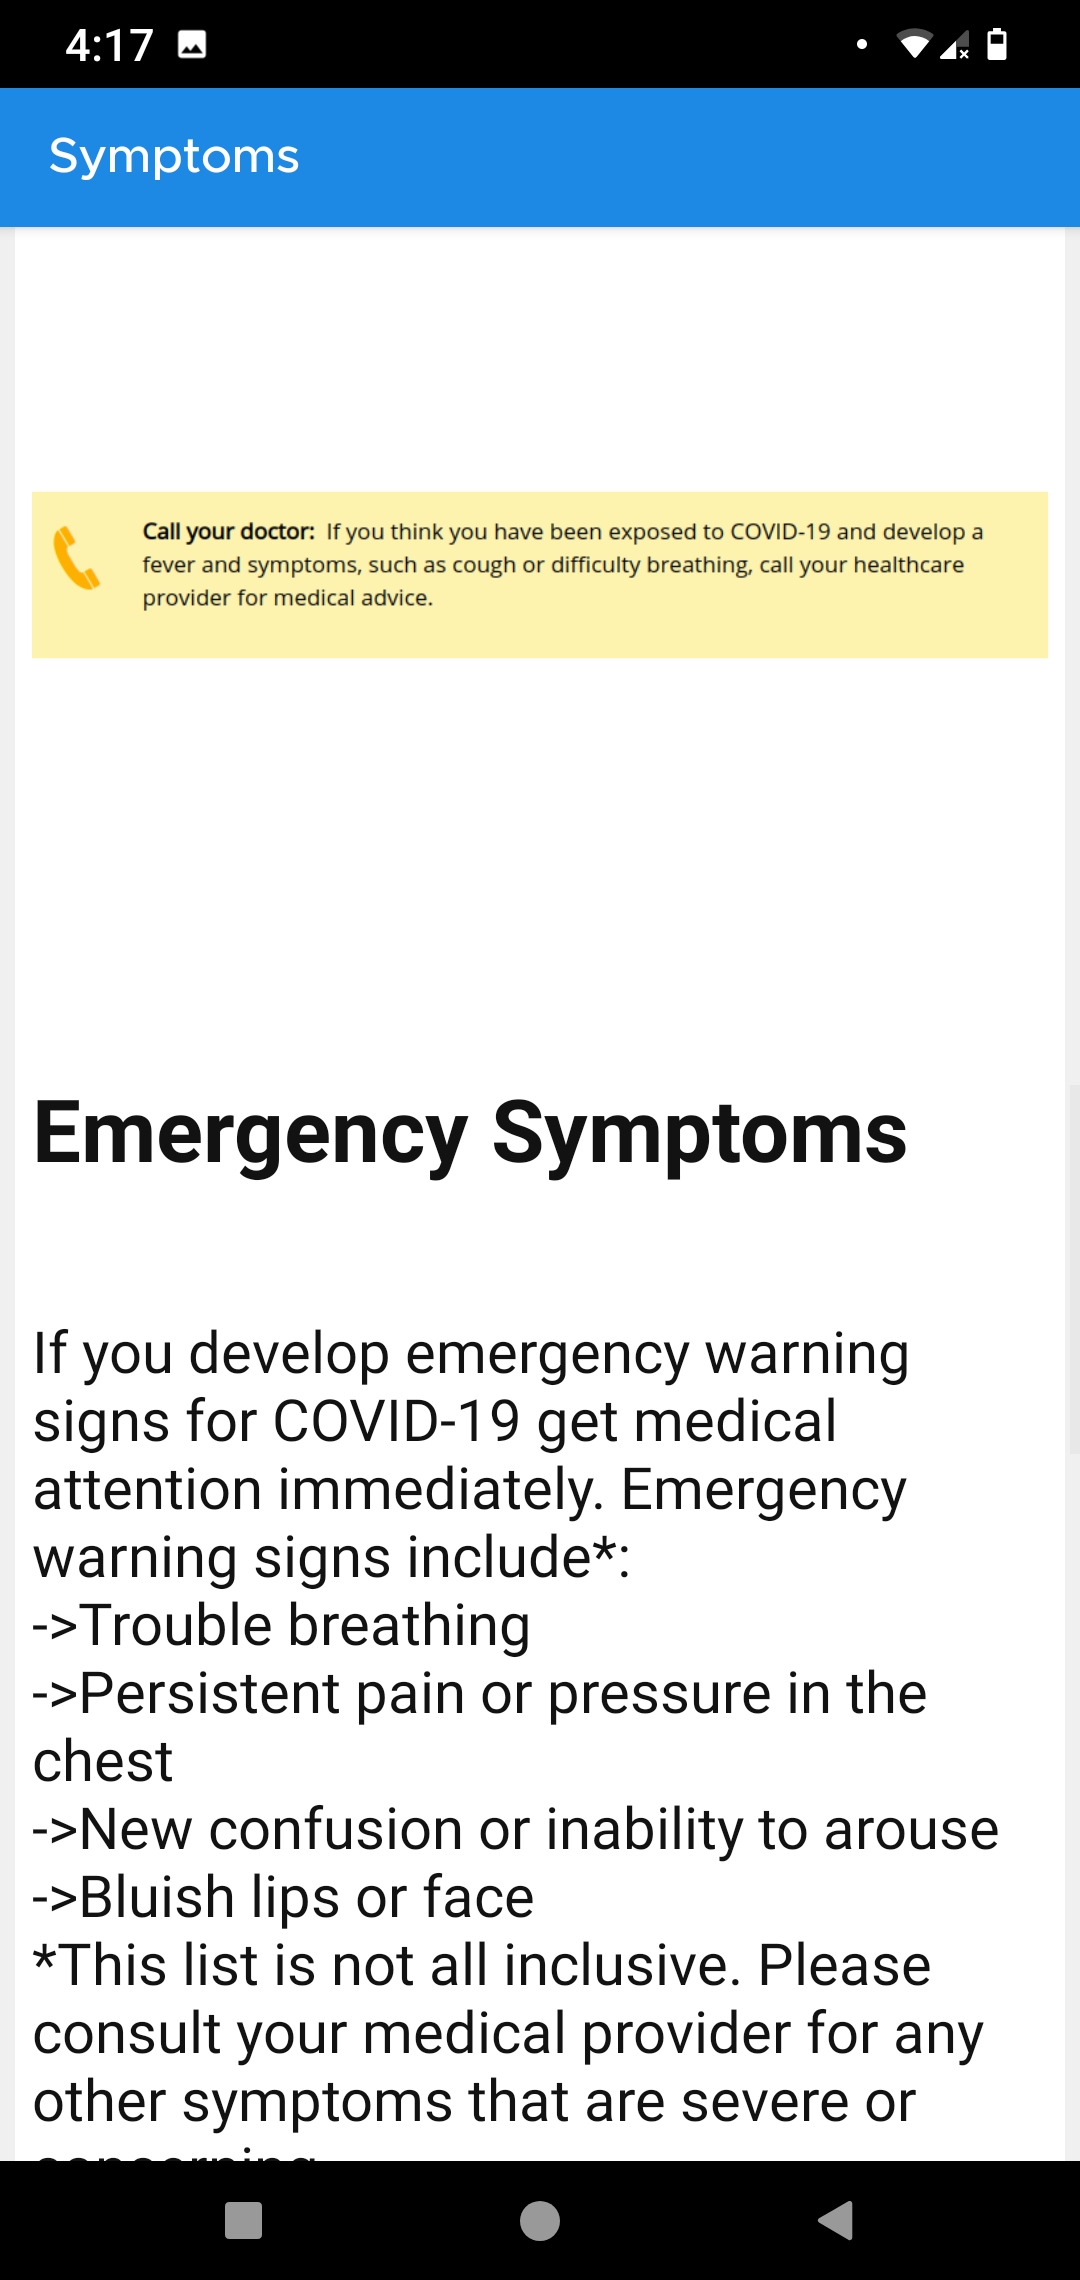 4:17
Symptoms
Call your doctor: If you think you have been exposed to COVID-19 and develop a
fever and symptoms, such as cough or difficulty breathing, call your healthcare
provider for medical advice.
Emergency Symptoms
If you develop emergency warning
signs for COVID-19 get medical
attention immediately. Emergency
warning signs include*:
->Trouble breathing
->Persistent pain or pressure in the
chest
->New confusion or inability to arouse
->Bluish lips or face
*This list is not all inclusive. Please
consult your medical provider for any
other symptoms that are severe or